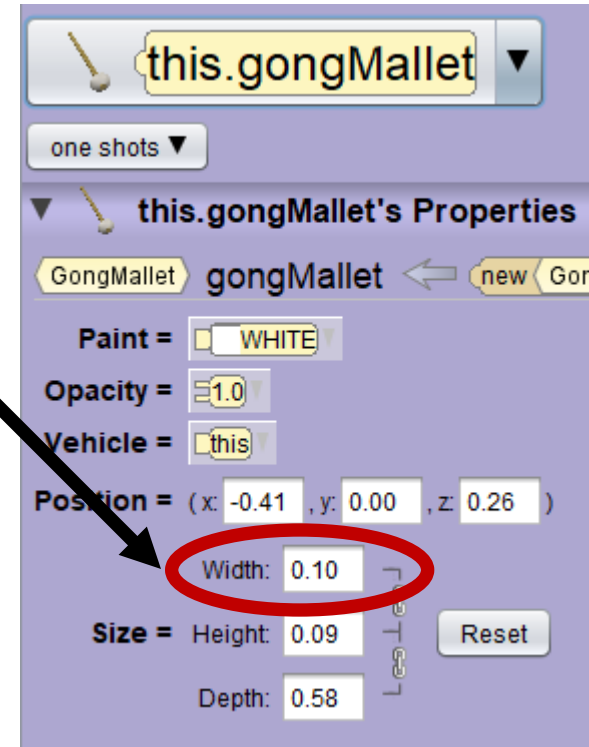 this.gongMallet ▼
one shots ▼
▼ this.gongMallet's Properties
GongMallet gongMallet new Gon
Paint = WHITE
Opacity = 1.0
Vehicle = this
Position = ( x: -0.41 , y: 0.00 , z: 0.26 )
Width: 0.10
Size = Height: 0.09 Reset
Depth: 0.58